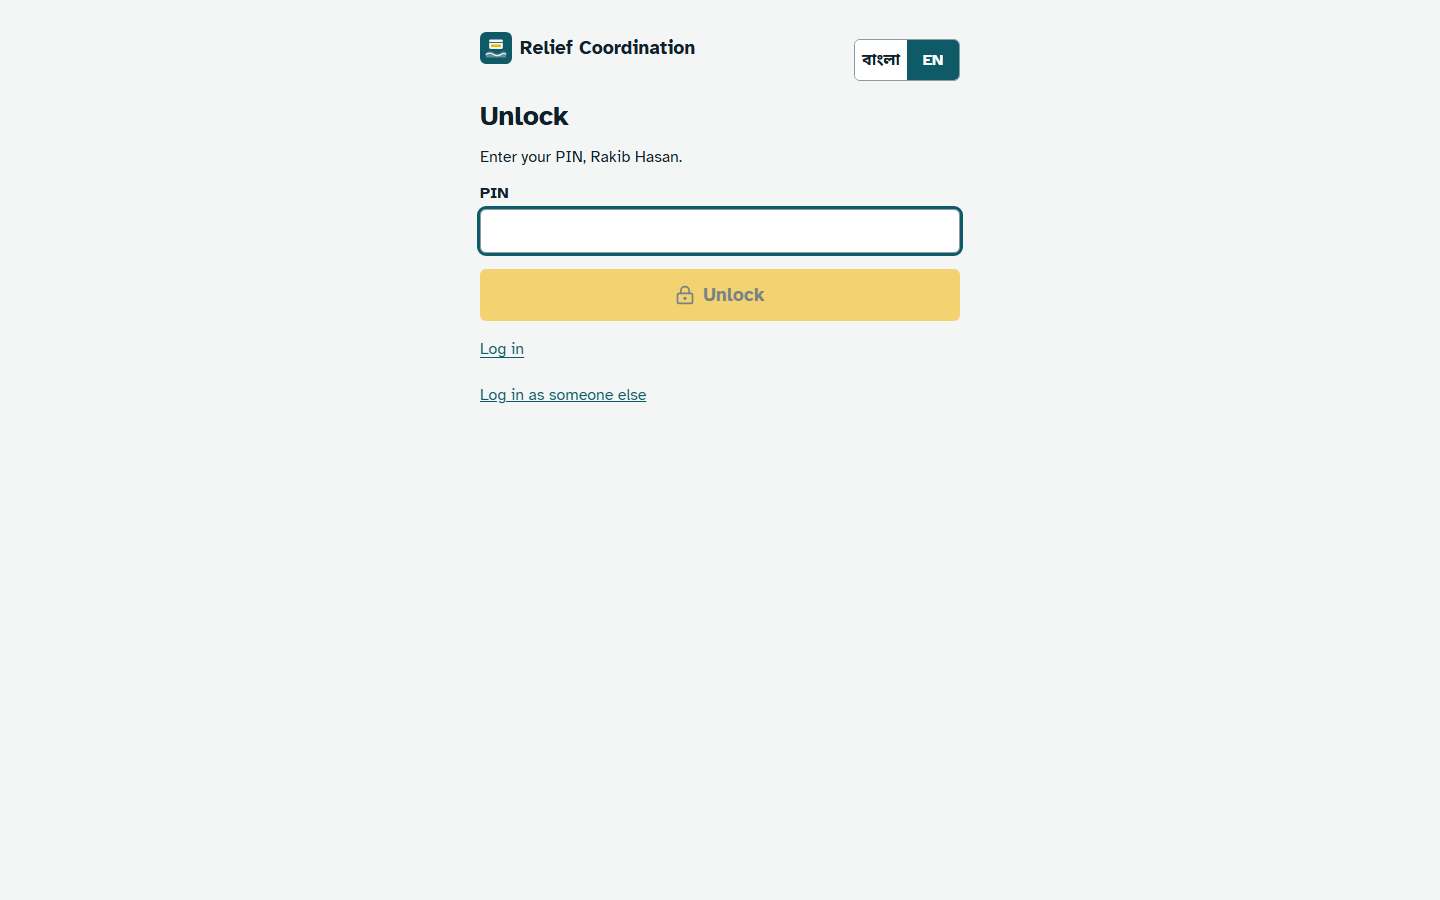 Relief Coordination
বাংলা EN
Unlock
Enter your PIN, Rakib Hasan.
PIN
Unlock
Log in
Log in as someone else